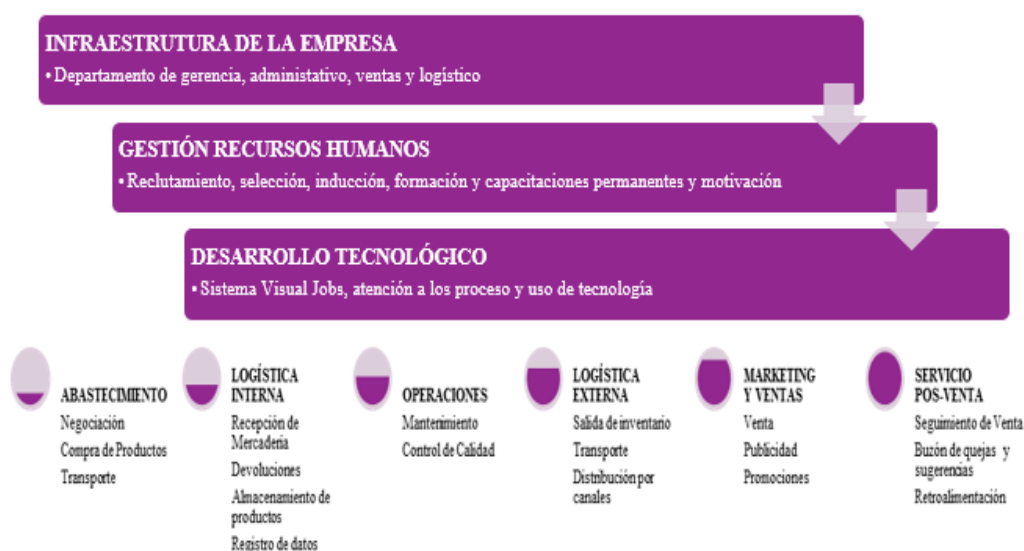 INFRAESTRUTURA DE LA EMPRESA
• Departamento de gerencia, administativo, ventas y logístico
GESTIÓN RECURSOS HUMANOS
• Reclutamiento, selección, inducción, formación y capacitaciones permanentes y motivación
DESARROLLO TECNOLÓGICO
• Sistema Visual Jobs, atención a los proceso y uso de tecnología
ABASTECIMIENTO
Negociación
Compra de Productos
Transporte
LOGÍSTICA
INTERNA
Recepción de
Mercaderia
Devoluciones
Almacenamiento de
productos
Registro de datos
OPERACIONES
Mantenimiento
Control de Calidad
LOGÍSTICA
EXTERNA
Salida de inventario
Transporte
Distribución por
canales
MARKETING
Y VENTAS
Venta
Publicidad
Promociones
SERVICIO
POS-VENTA
Seguimiento de Venta
Buzón de quejas y
sugerencias
Retroalimentación